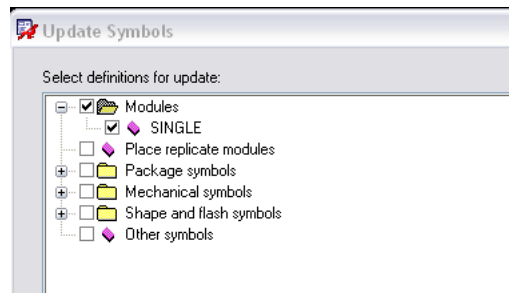 Update Symbols
Select definitions for update:
Modules
SINGLE
Place replicate modules
Package symbols
Mechanical symbols
Shape and flash symbols
Other symbols